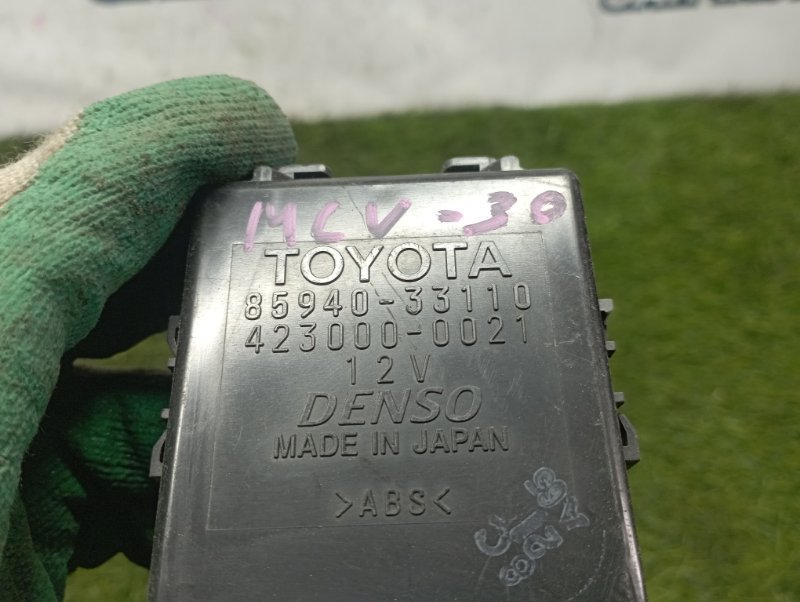 MCV-30
TOYOTA
85940-33110
423000-0021
12V
DENSO
MADE IN JAPAN
>ABS<